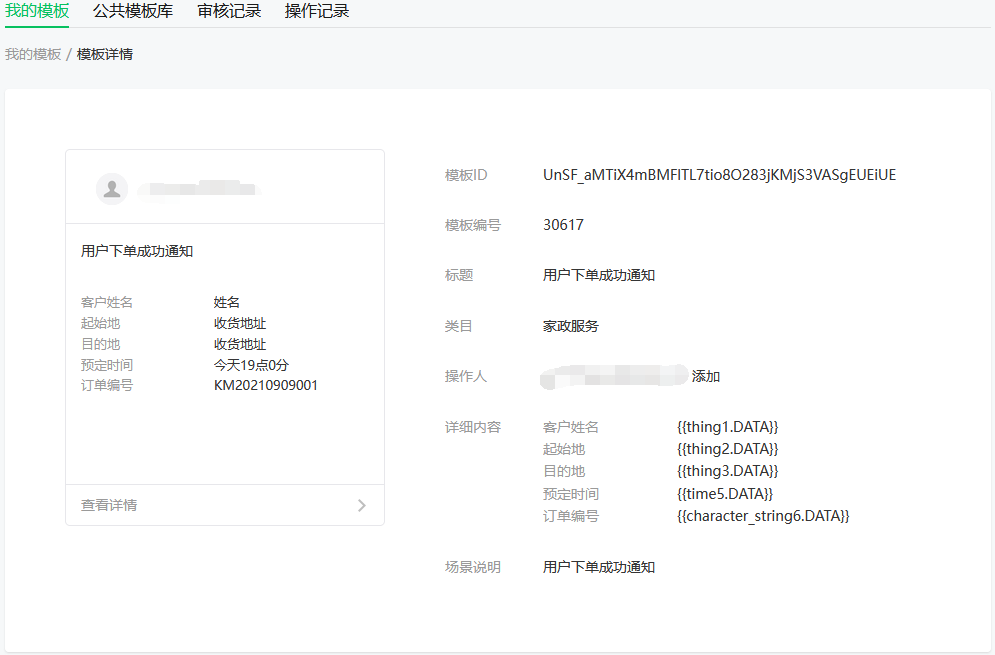 我的模板 公共模板库 审核记录 操作记录
我的模板 / 模板详情
用户下单成功通知
客户姓名 姓名
起始地 收货地址
目的地 收货地址
预定时间 今天19点0分
订单编号 KM20210909001
查看详情
模板ID UnSF_aMTiX4mBMFlTL7tio8O283jKMjS3VASgEUEiUE
模板编号 30617
标题 用户下单成功通知
类目 家政服务
操作人 添加
详细内容 客户姓名 {{thing1.DATA}}
起始地 {{thing2.DATA}}
目的地 {{thing3.DATA}}
预定时间 {{time5.DATA}}
订单编号 {{character_string6.DATA}}
场景说明 用户下单成功通知